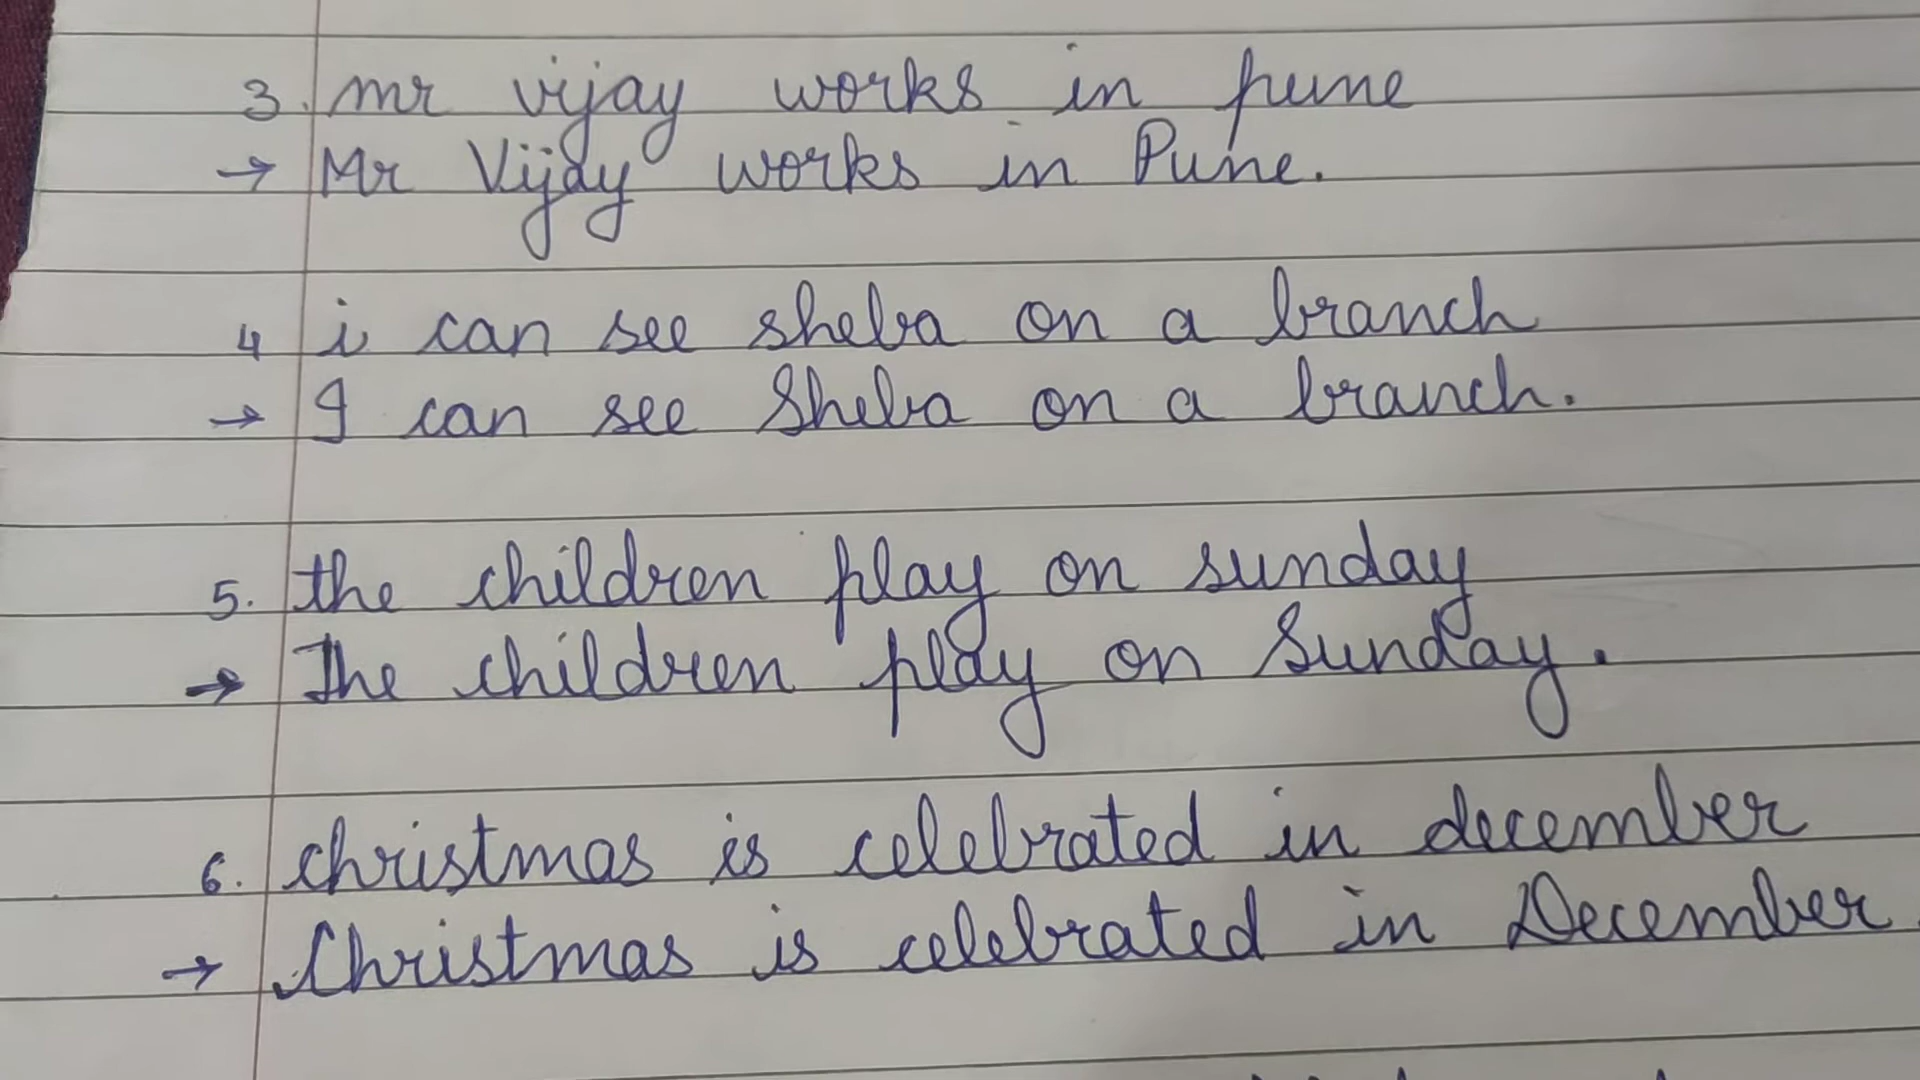 3. mr vijay works in pune
→ Mr Vijay works in Pune.
4 i can see sheba on a branch
→ I can see Sheba on a branch.
5. the children play on sunday
→ The children play on Sunday.
6. christmas is celebrated in december
→ Christmas is celebrated in December.